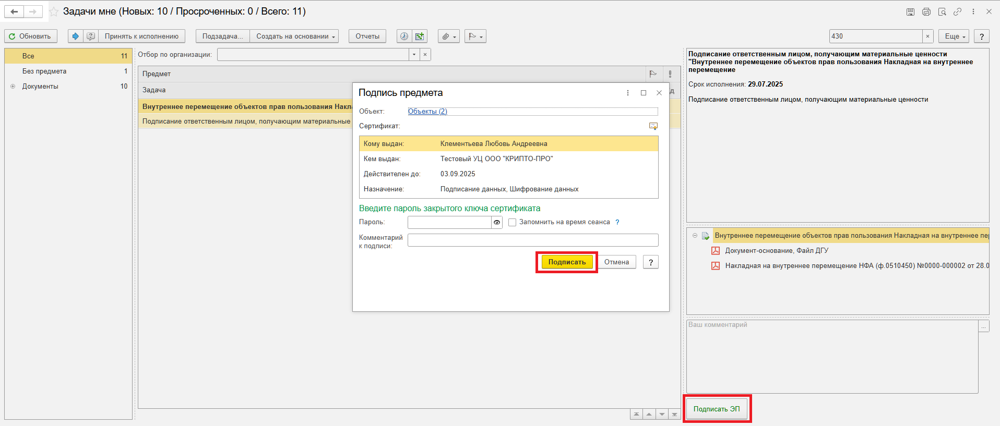 Задачи мне (Новых: 10 / Просроченных: 0 / Всего: 11)
Обновить
Принять к исполнению
Подзадача...
Создать на основании
Отчеты
430
×
Еще
?
Все 11
Без предмета 1
Документы 10
Отбор по организации:
Предмет
Задача
Внутреннее перемещение объектов прав пользования
Подписание ответственным лицом, получающим материальные
Подпись предмета
Объект: Объекты (2)
Сертификат:
Кому выдан: Клементьева Любовь Андреевна
Кем выдан: Тестовый УЦ ООО "КРИПТО-ПРО"
Действителен до: 03.09.2025
Назначение: Подписание данных, Шифрование данных
Введите пароль закрытого ключа сертификата
Пароль:
Запомнить на время сеанса ?
Комментарий
к подписи:
Подписать
Отмена
?
Подписание ответственным лицом, получающим материальные ценности
"Внутреннее перемещение объектов прав пользования Накладная на внутреннее
перемещение
Срок исполнения: 29.07.2025
Подписание ответственным лицом, получающим материальные ценности
Внутреннее перемещение объектов прав пользования Накладная на внутреннее
Документ-основание, Файл ДГУ
Накладная на внутреннее перемещение НФА (ф.0510450) №0000-000002 от 28.0
Ваш комментарий
...
Подписать ЭП